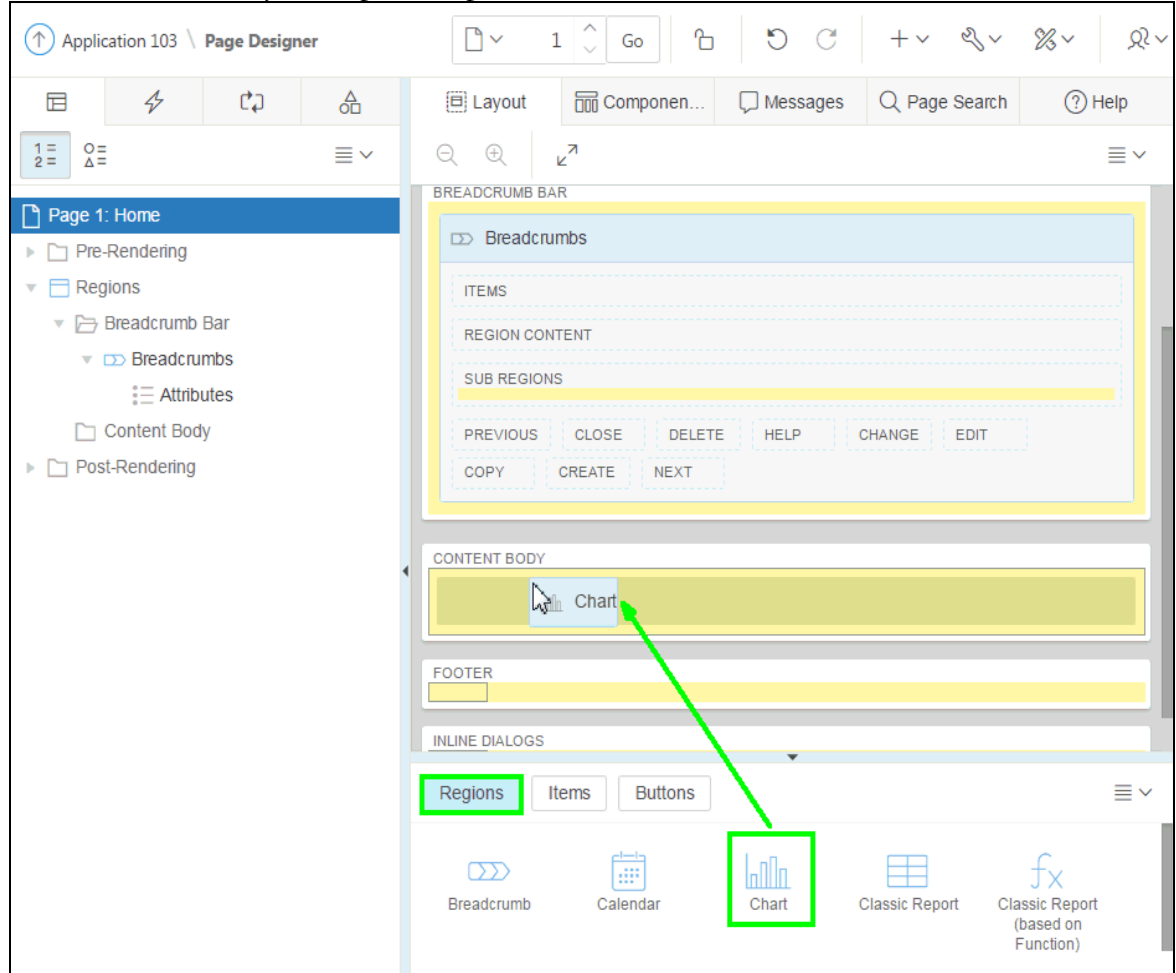 Application 103 \ Page Designer
1
Go
Layout
Componen...
Messages
Page Search
Help
1 =
2 =
Page 1: Home
Pre-Rendering
Regions
Breadcrumb Bar
Breadcrumbs
Attributes
Content Body
Post-Rendering
BREADCRUMB BAR
Breadcrumbs
ITEMS
REGION CONTENT
SUB REGIONS
PREVIOUS CLOSE DELETE HELP CHANGE EDIT
COPY CREATE NEXT
CONTENT BODY
Chart
FOOTER
INLINE DIALOGS
Regions Items Buttons
Breadcrumb
Calendar
Chart
Classic Report
Classic Report
(based on
Function)